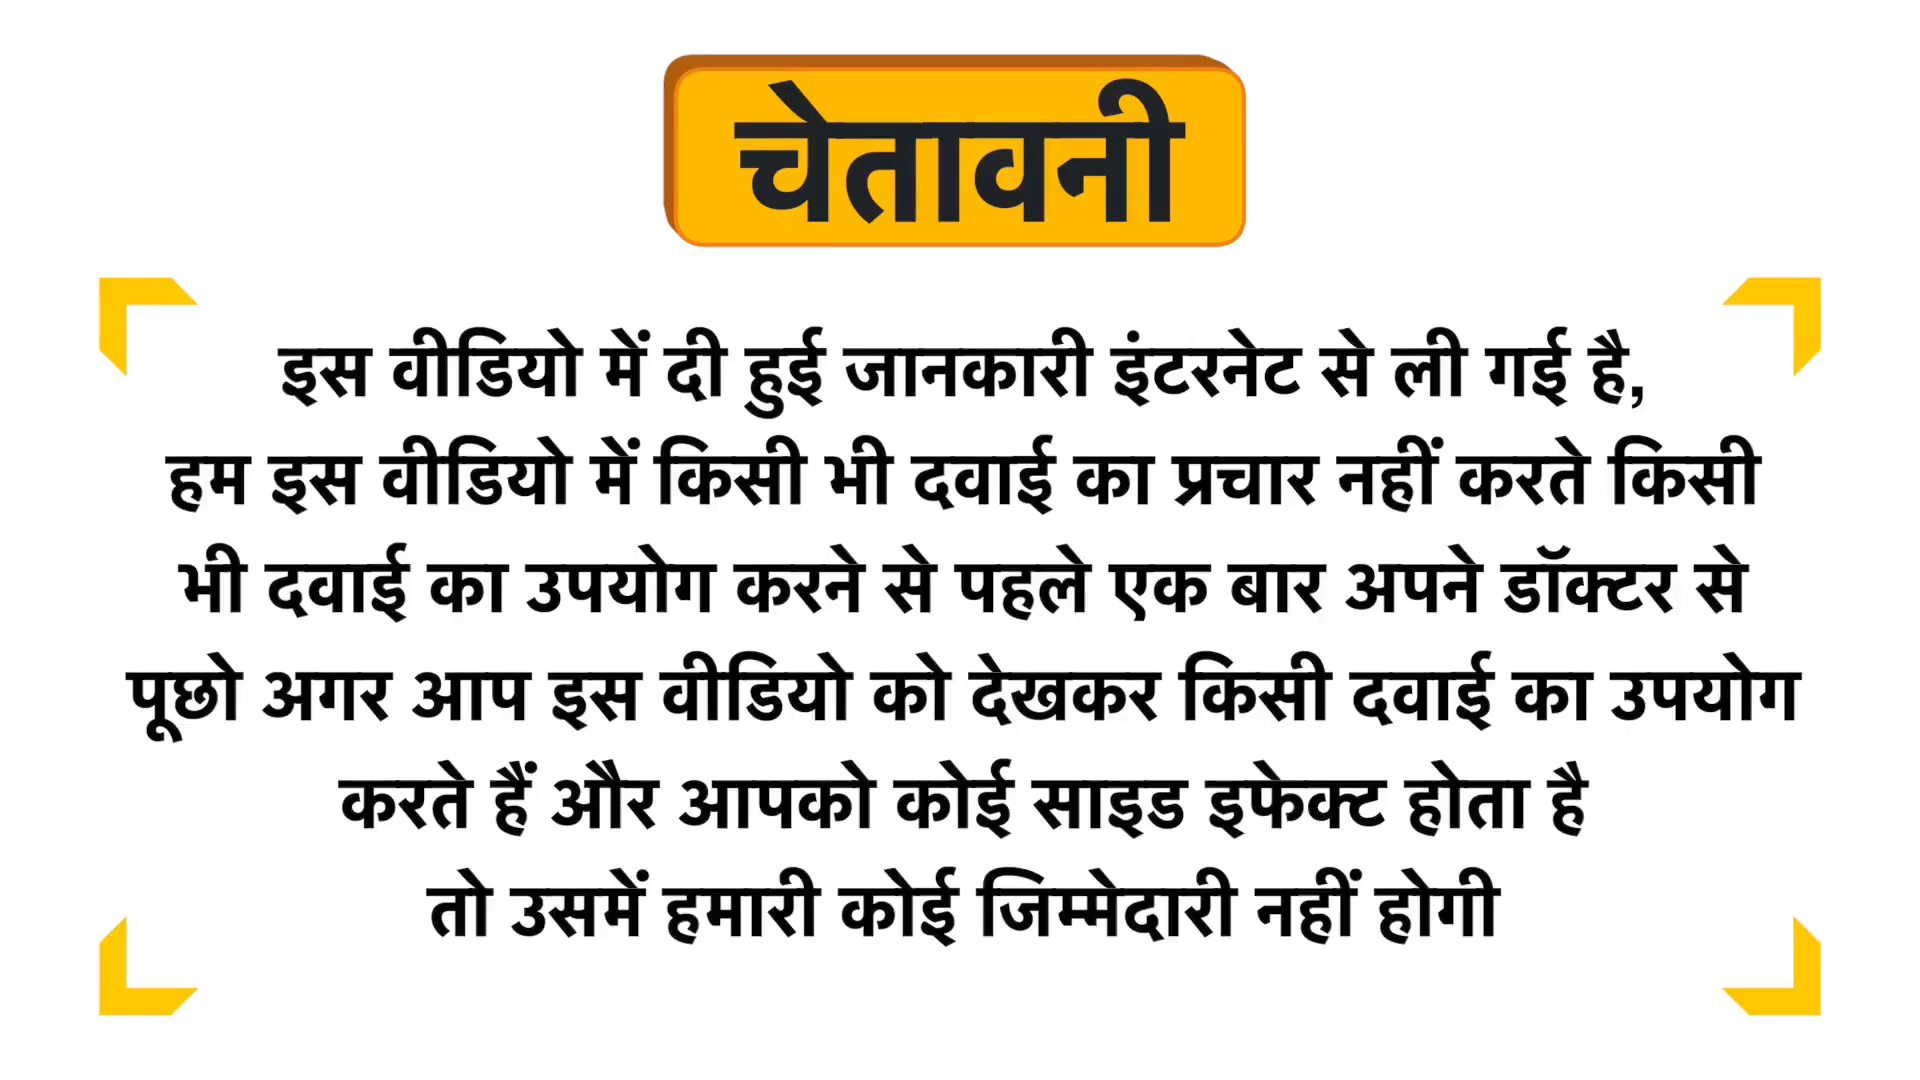 चेतावनी
इस वीडियो में दी हुई जानकारी इंटरनेट से ली गई है,
हम इस वीडियो में किसी भी दवाई का प्रचार नहीं करते किसी
भी दवाई का उपयोग करने से पहले एक बार अपने डॉक्टर से
पूछो अगर आप इस वीडियो को देखकर किसी दवाई का उपयोग
करते हैं और आपको कोई साइड इफेक्ट होता है
तो उसमें हमारी कोई जिम्मेदारी नहीं होगी